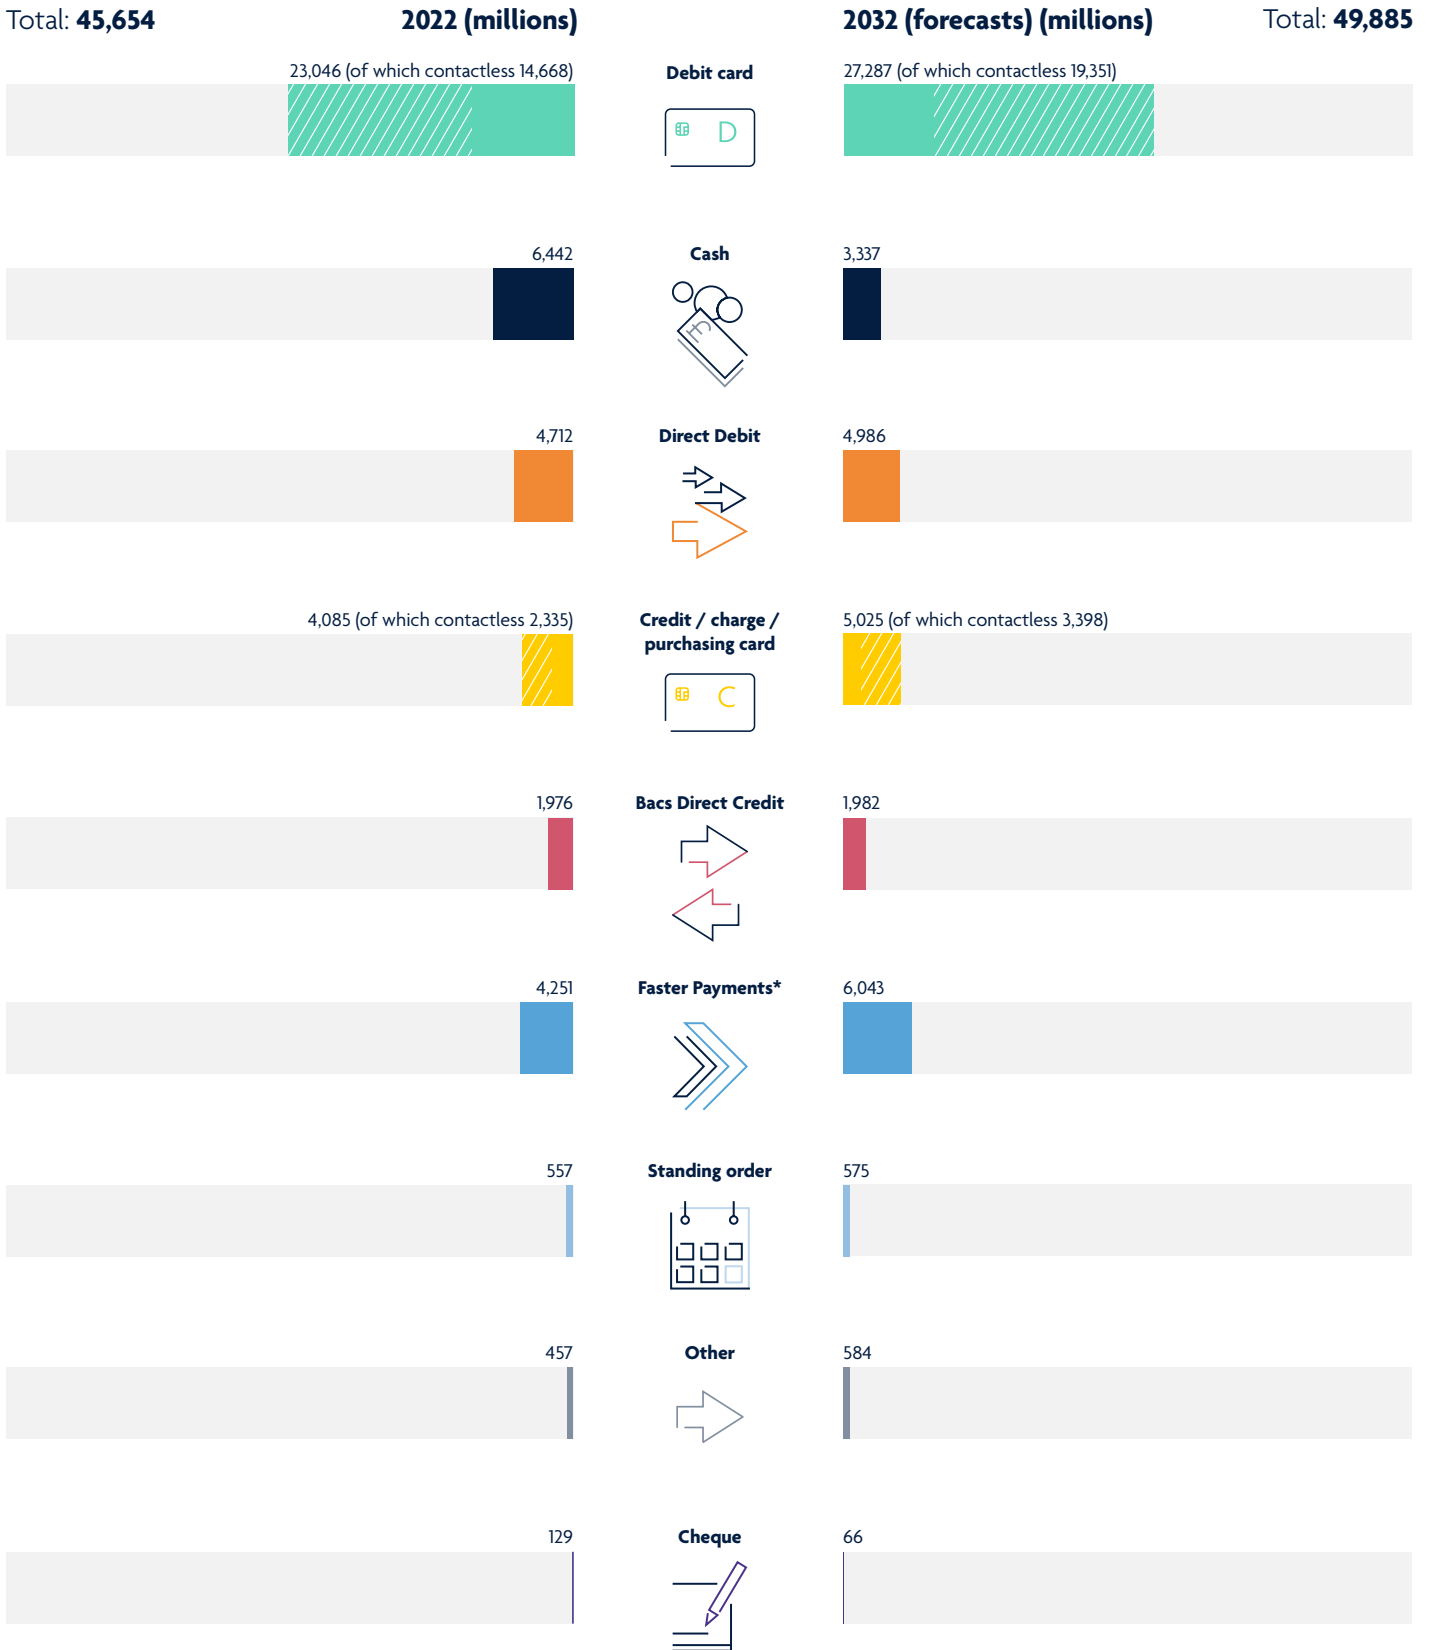 Total: 45,654 2022 (millions) 2032 (forecasts) (millions) Total: 49,885
23,046 (of which contactless 14,668) Debit card 27,287 (of which contactless 19,351)
D
6,442 Cash 3,337
£
4,712 Direct Debit 4,986
4,085 (of which contactless 2,335) Credit / charge / 5,025 (of which contactless 3,398)
purchasing card
C
1,976 Bacs Direct Credit 1,982
4,251 Faster Payments* 6,043
557 Standing order 575
457 Other 584
129 Cheque 66